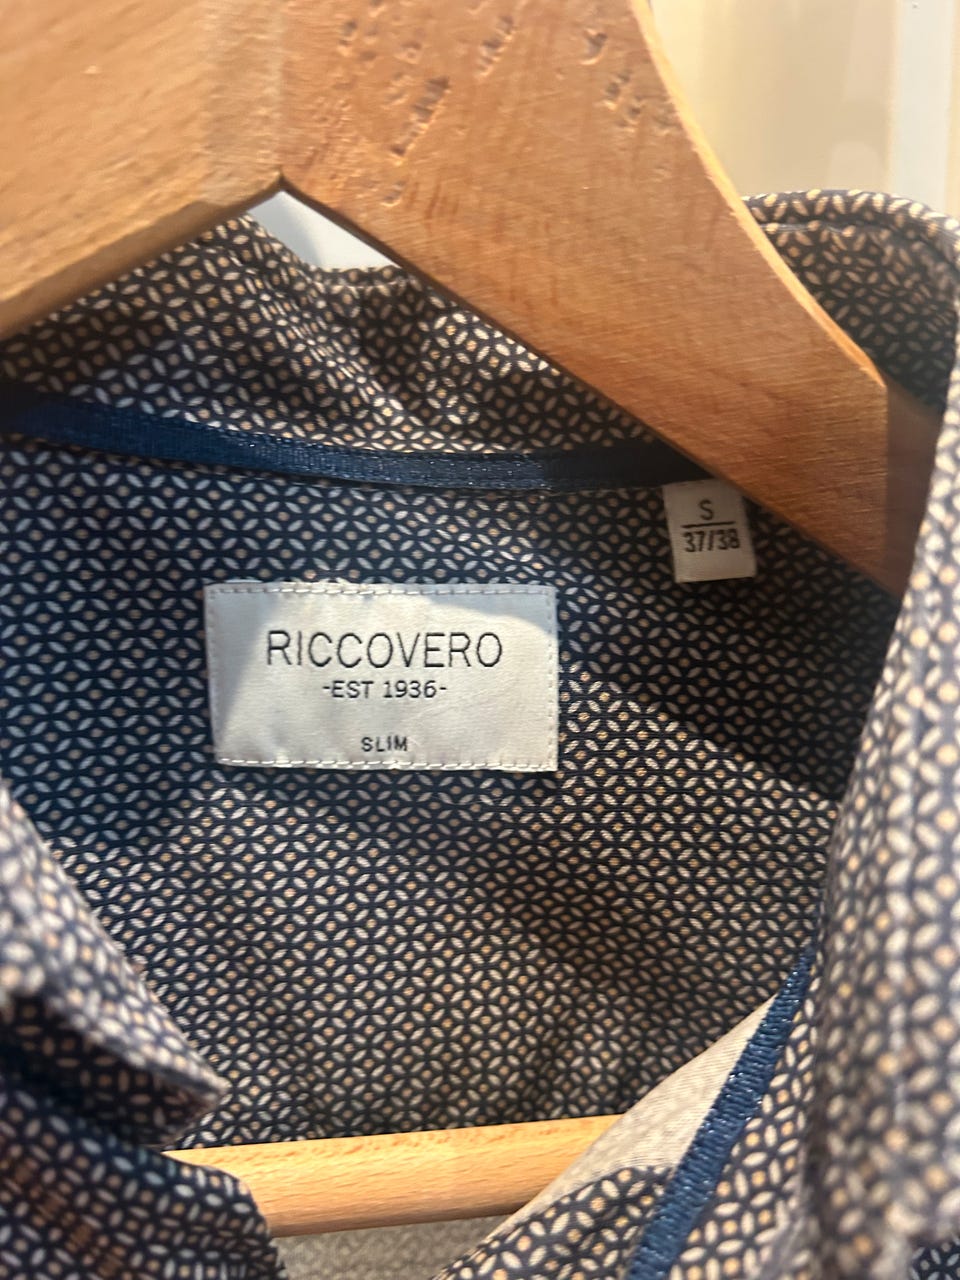 S
37/38
RICCOVERO
-EST 1936-
SLIM